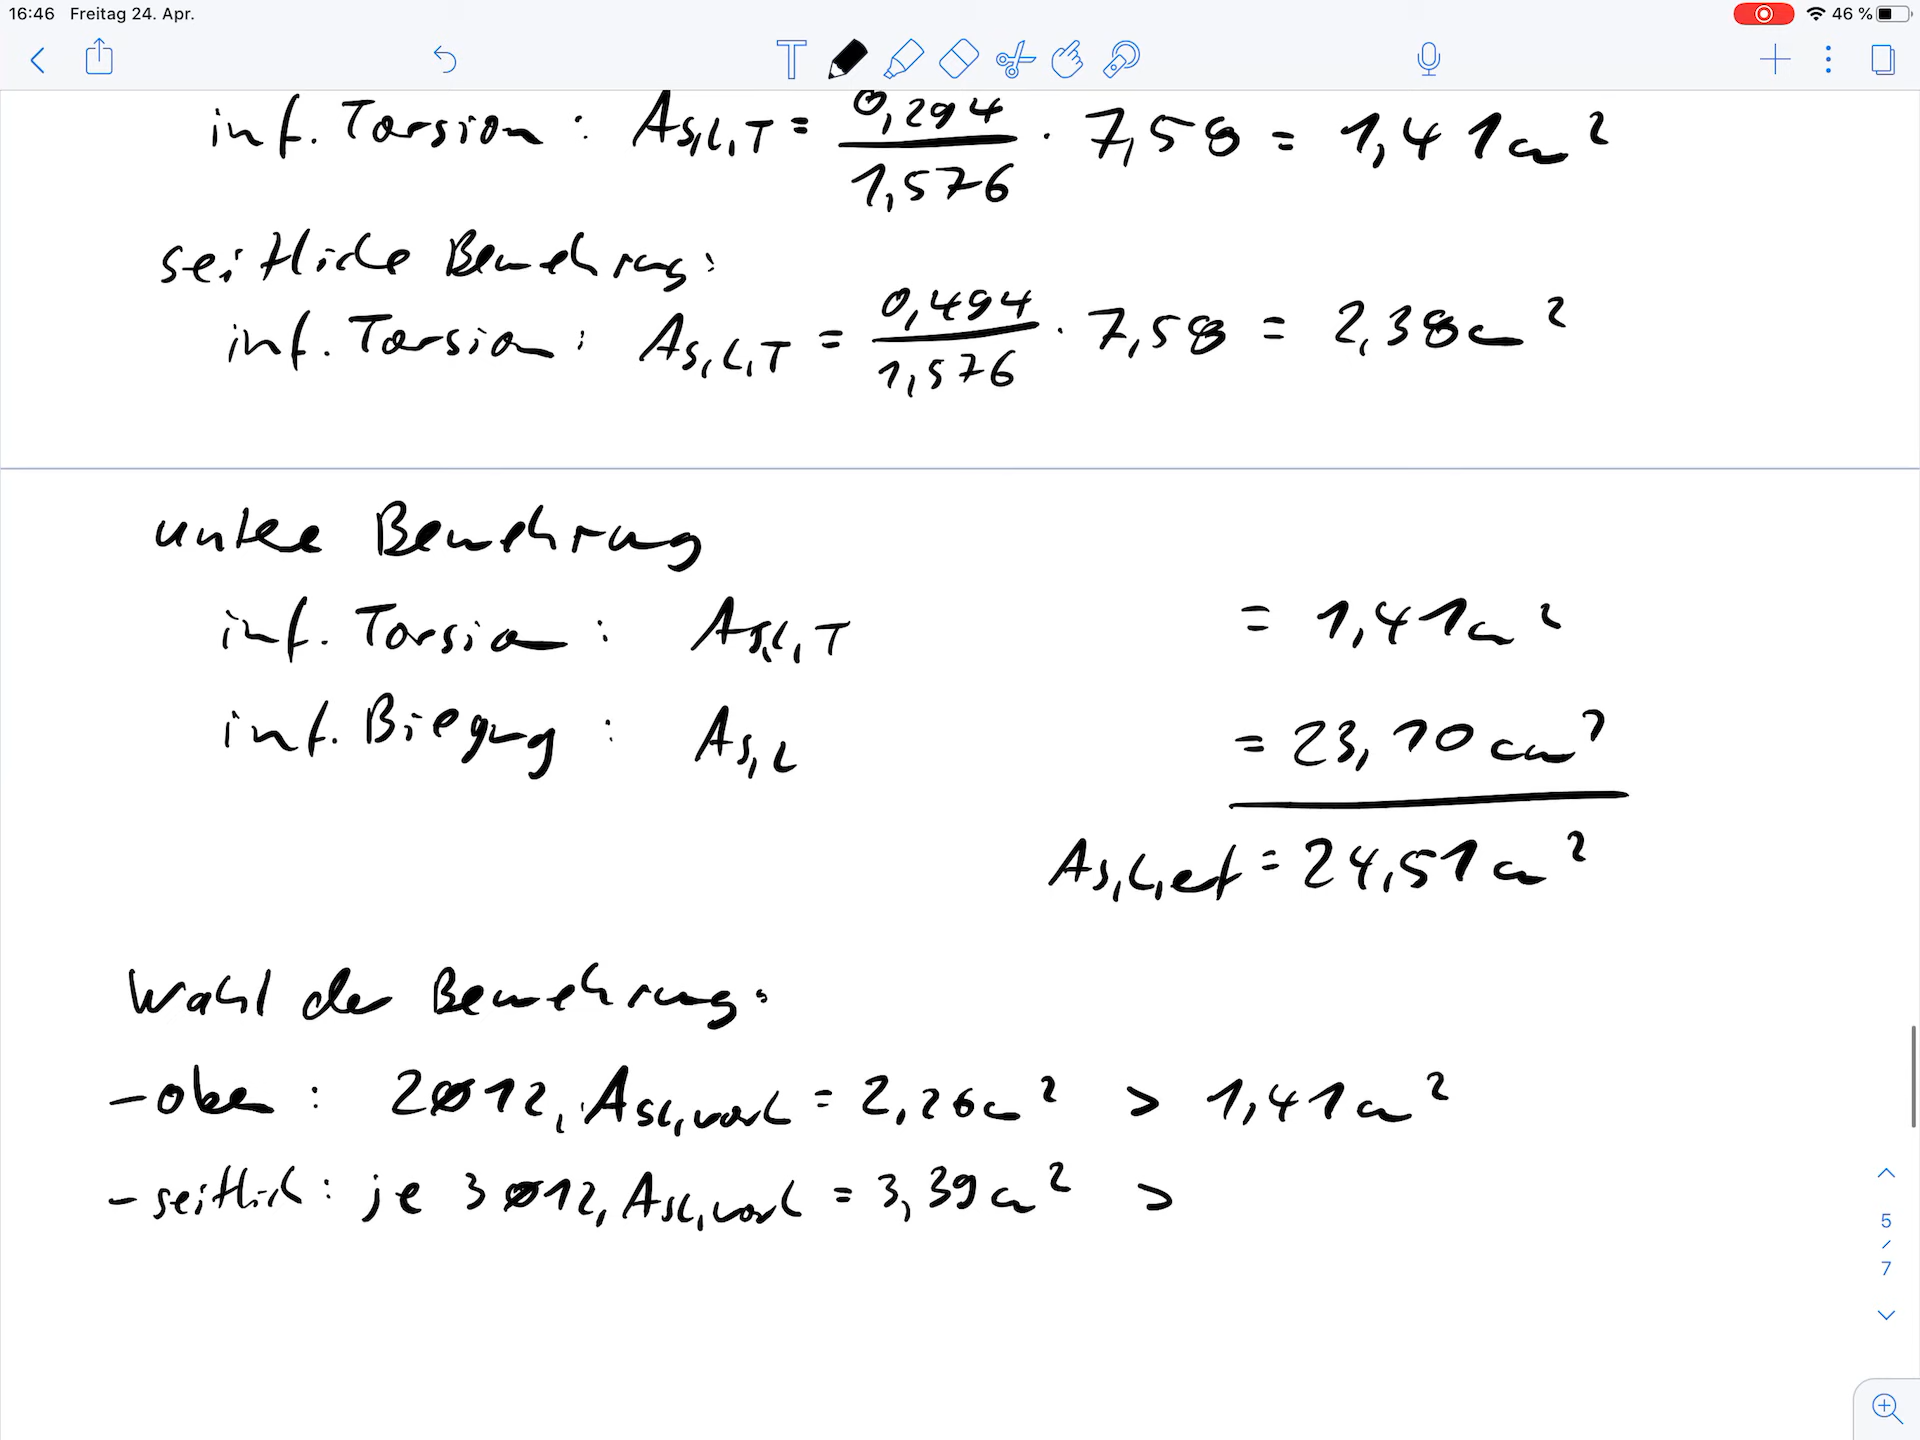 16:46 Freitag 24. Apr. 46 %
inf. Torsion : As,l,T = 0,294 / 1,576 · 7,58 = 1,41 cm²
seitliche Bewehrung:
inf. Torsion : As,L,T = 0,494 / 1,576 · 7,58 = 2,38 cm²
untere Bewehrung
inf. Torsion : As,l,T = 1,41 cm²
inf. Biegung : As,L = 23,10 cm²
As,l,erf = 24,51 cm²
Wahl der Bewehrung:
- oben : 2Ø12, Asl,vorh = 2,26 cm² > 1,41 cm²
- seitlich : je 3Ø12, Asl,vorh = 3,39 cm² >
5
/
7